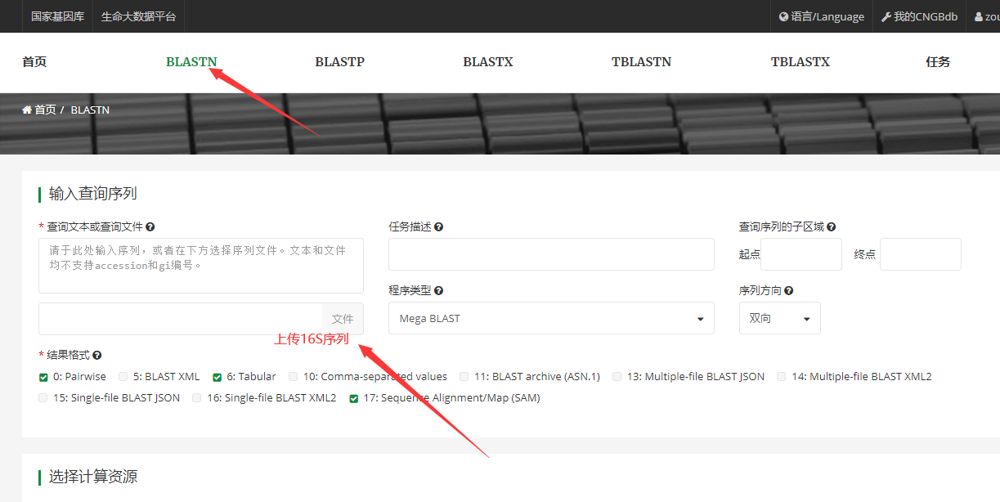 国家基因库 生命大数据平台 语言/Language 我的CNGBdb zou
首页 BLASTN BLASTP BLASTX TBLASTN TBLASTX 任务
首页 / BLASTN
输入查询序列
* 查询文本或查询文件 任务描述 查询序列的子区域
请于此处输入序列，或者在下方选择序列文件。文本和文件
均不支持accession和gi编号。
起点 终点
程序类型 序列方向
文件 Mega BLAST 双向
上传16S序列
* 结果格式
0: Pairwise 5: BLAST XML 6: Tabular 10: Comma-separated values 11: BLAST archive (ASN.1) 13: Multiple-file BLAST JSON 14: Multiple-file BLAST XML2
15: Single-file BLAST JSON 16: Single-file BLAST XML2 17: Sequence Alignment/Map (SAM)
选择计算资源